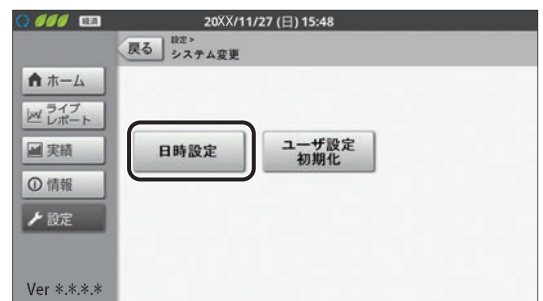 経済
20XX/11/27 (日) 15:48
戻る
設定>
システム変更
ホーム
ライブ
レポート
実績
情報
設定
日時設定
ユーザ設定
初期化
Ver *.*.*.*